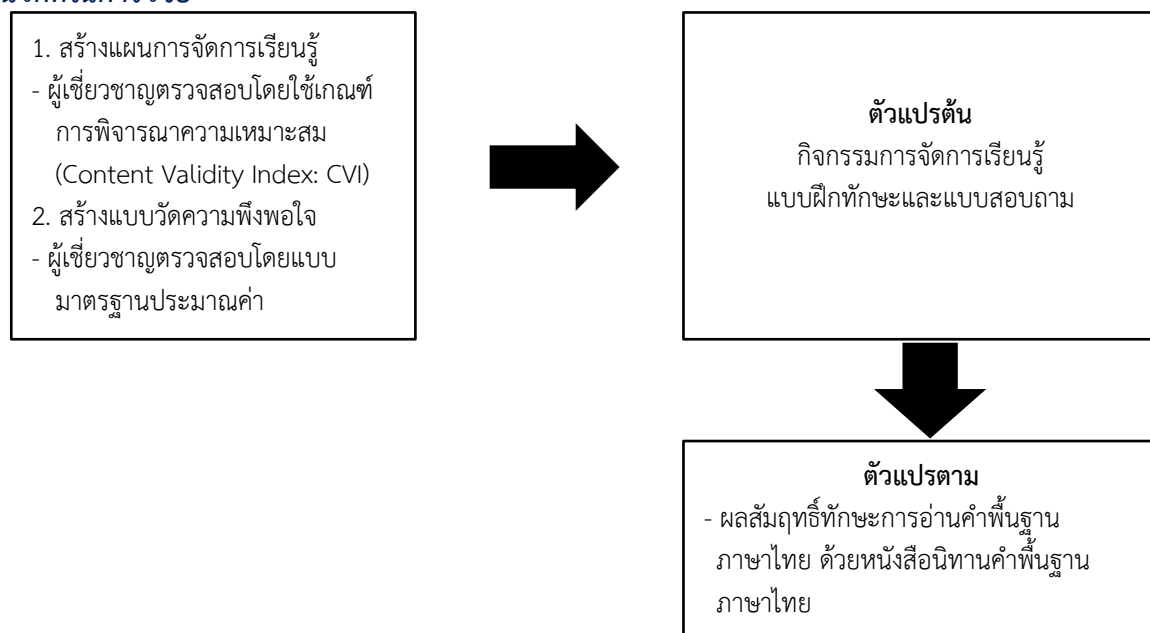 1. สร้างแผนการจัดการเรียนรู้
- ผู้เชี่ยวชาญตรวจสอบโดยใช้เกณฑ์
การพิจารณาความเหมาะสม
(Content Validity Index: CVI)
2. สร้างแบบวัดความพึงพอใจ
- ผู้เชี่ยวชาญตรวจสอบโดยแบบ
มาตรฐานประมาณค่า
ตัวแปรต้น
กิจกรรมการจัดการเรียนรู้
แบบฝึกทักษะและแบบสอบถาม
ตัวแปรตาม
- ผลสัมฤทธิ์ทักษะการอ่านคำพื้นฐาน
ภาษาไทย ด้วยหนังสือนิทานคำพื้นฐาน
ภาษาไทย